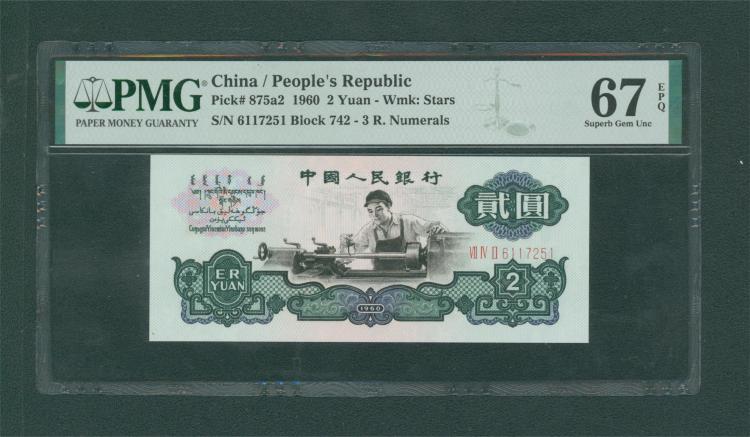 PMG
PAPER MONEY GUARANTY
China / People's Republic
Pick# 875a2 1960 2 Yuan - Wmk: Stars
S/N 6117251 Block 742 - 3 R. Numerals
67
EPQ
Superb Gem Unc
中國人民銀行
貳圓
VII IV II 6117251
ER
YUAN
2
1960